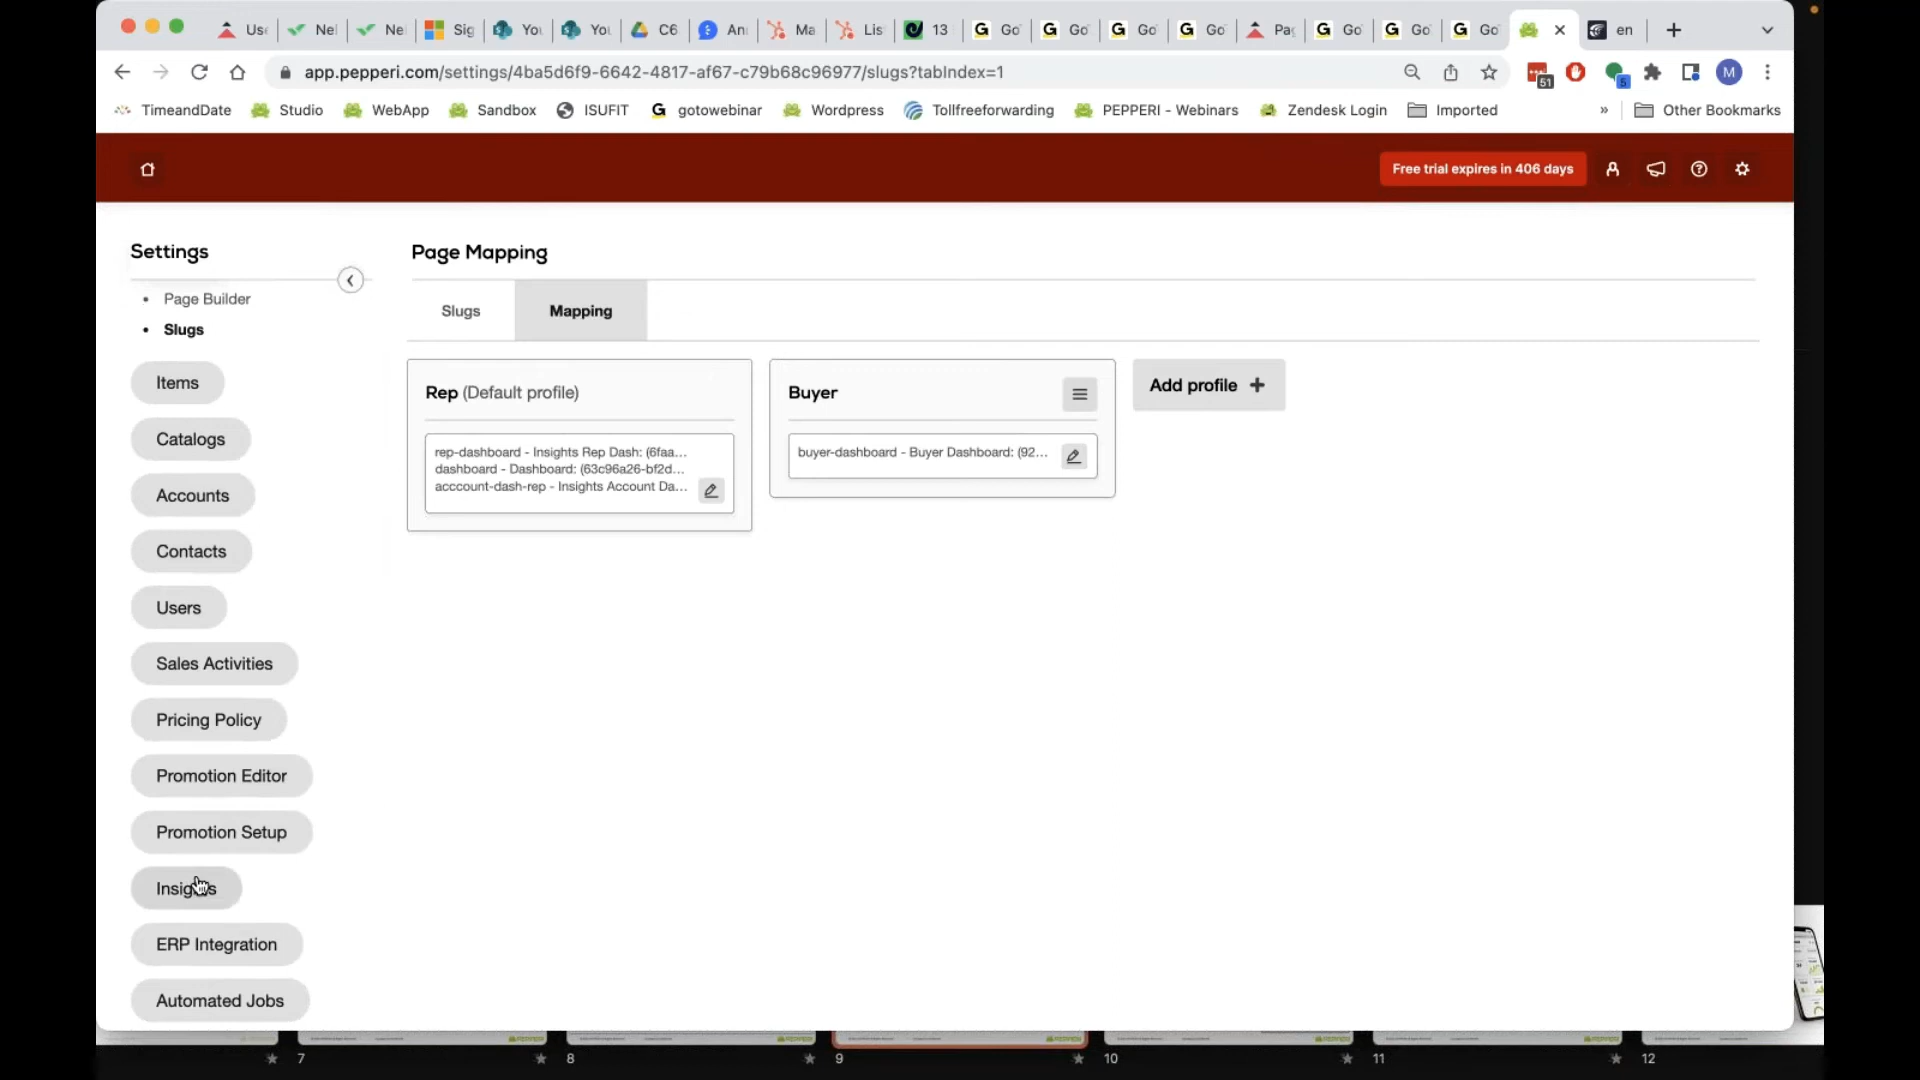 Use
Nel
Ne
Sig
You
You
C6
An
Ma
Lis
13
Go
Go
Go
Go
Pag
Go
Go
Go
en
app.pepperi.com/settings/4ba5d6f9-6642-4817-af67-c79b68c96977/slugs?tabIndex=1
51
5
M
TimeandDate
Studio
WebApp
Sandbox
ISUFIT
gotowebinar
Wordpress
Tollfreeforwarding
PEPPERI - Webinars
Zendesk Login
Imported
»
Other Bookmarks
Free trial expires in 406 days
Settings
Page Builder
Slugs
Items
Catalogs
Accounts
Contacts
Users
Sales Activities
Pricing Policy
Promotion Editor
Promotion Setup
Insights
ERP Integration
Automated Jobs
Page Mapping
Slugs
Mapping
Rep (Default profile)
rep-dashboard - Insights Rep Dash: (6faa...
dashboard - Dashboard: (63c96a26-bf2d...
acccount-dash-rep - Insights Account Da...
Buyer
buyer-dashboard - Buyer Dashboard: (92...
Add profile +
7
8
9
10
11
12